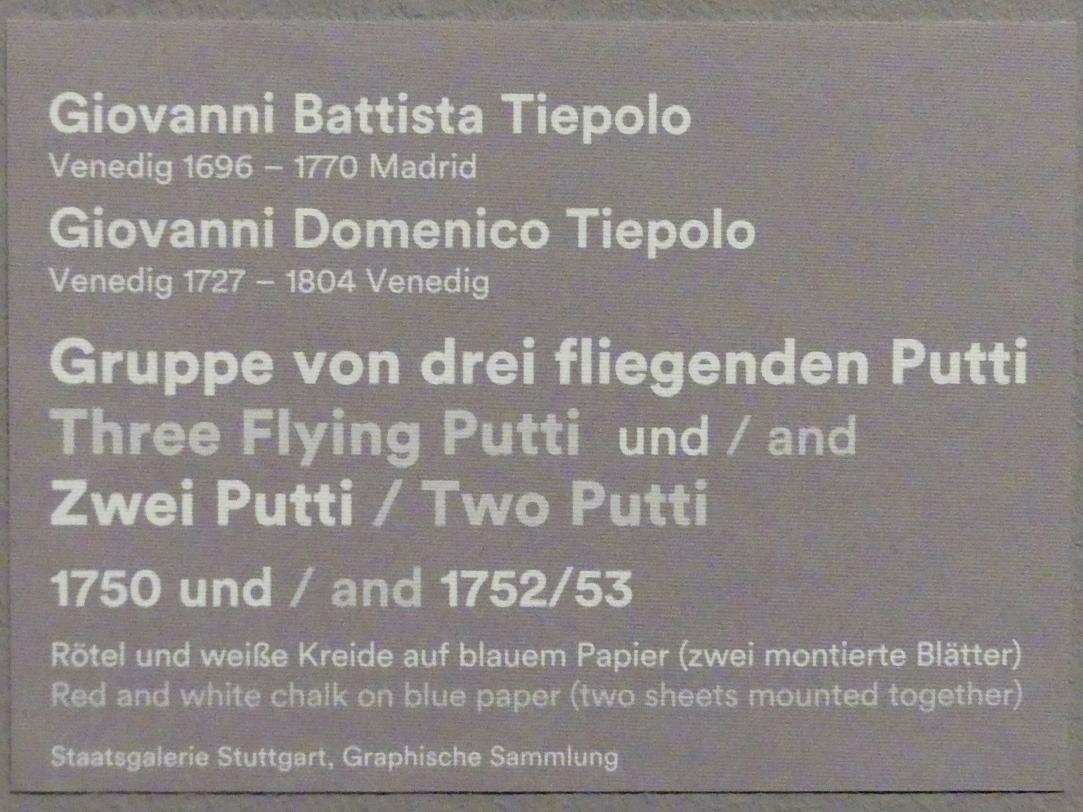 Giovanni Battista Tiepolo
Venedig 1696 – 1770 Madrid
Giovanni Domenico Tiepolo
Venedig 1727 – 1804 Venedig
Gruppe von drei fliegenden Putti
Three Flying Putti und / and
Zwei Putti / Two Putti
1750 und / and 1752/53
Rötel und weiße Kreide auf blauem Papier (zwei montierte Blätter)
Red and white chalk on blue paper (two sheets mounted together)
Staatsgalerie Stuttgart, Graphische Sammlung